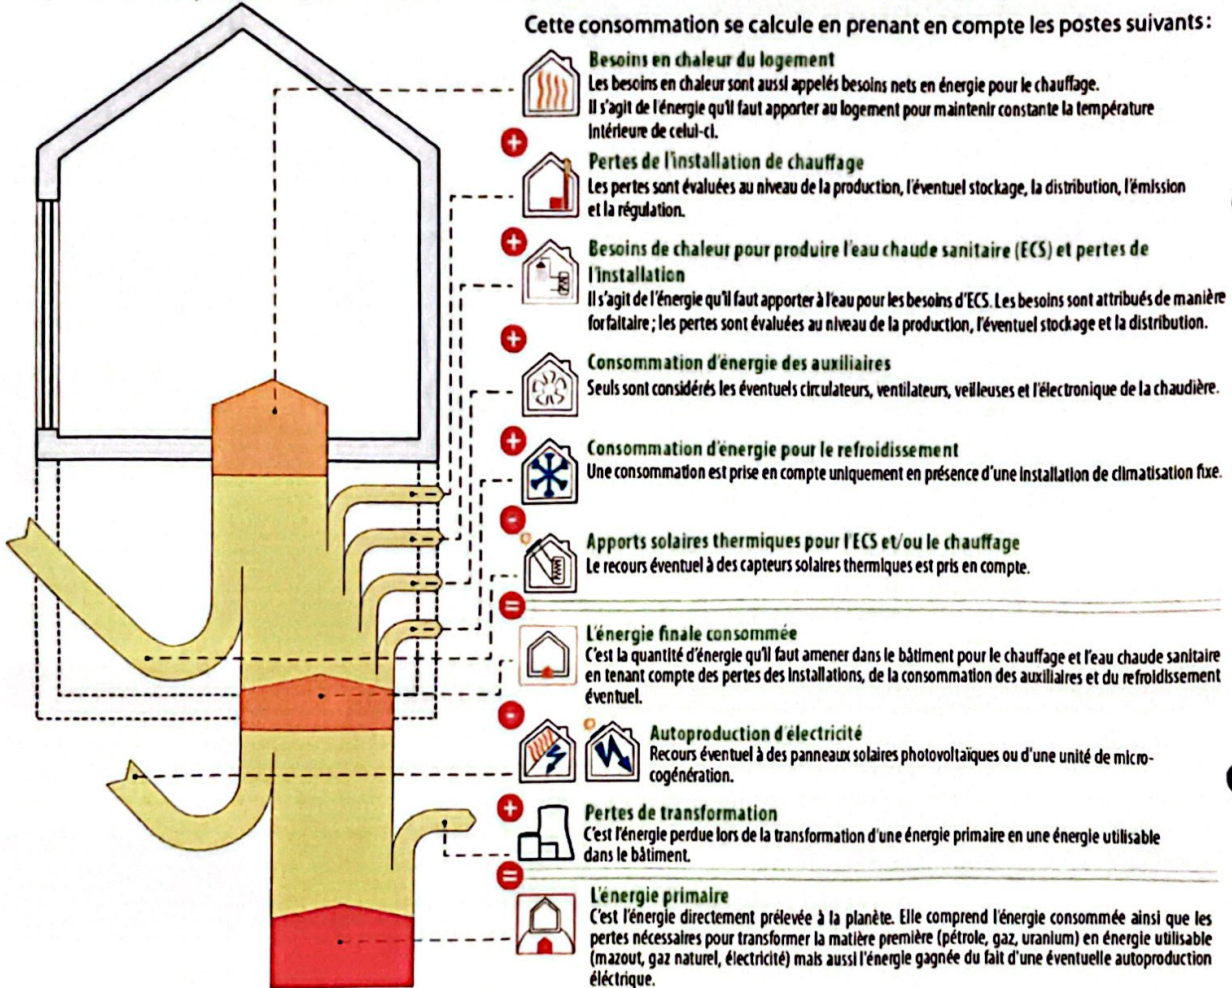 Cette consommation se calcule en prenant en compte les postes suivants:
Besoins en chaleur du logement
Les besoins en chaleur sont aussi appelés besoins nets en énergie pour le chauffage.
Il s'agit de l'énergie qu'il faut apporter au logement pour maintenir constante la température
intérieure de celui-ci.
+
Pertes de l'installation de chauffage
Les pertes sont évaluées au niveau de la production, l'éventuel stockage, la distribution, l'émission
et la régulation.
+
Besoins de chaleur pour produire l'eau chaude sanitaire (ECS) et pertes de
l'installation
Il s'agit de l'énergie qu'il faut apporter à l'eau pour les besoins d'ECS. Les besoins sont attribués de manière
forfaitaire ; les pertes sont évaluées au niveau de la production, l'éventuel stockage et la distribution.
+
Consommation d'énergie des auxiliaires
Seuls sont considérés les éventuels circulateurs, ventilateurs, veilleuses et l'électronique de la chaudière.
+
Consommation d'énergie pour le refroidissement
Une consommation est prise en compte uniquement en présence d'une installation de climatisation fixe.
-
Apports solaires thermiques pour l'ECS et/ou le chauffage
Le recours éventuel à des capteurs solaires thermiques est pris en compte.
=
L'énergie finale consommée
C'est la quantité d'énergie qu'il faut amener dans le bâtiment pour le chauffage et l'eau chaude sanitaire
en tenant compte des pertes des installations, de la consommation des auxiliaires et du refroidissement
éventuel.
-
Autoproduction d'électricité
Recours éventuel à des panneaux solaires photovoltaïques ou d'une unité de micro-
cogénération.
+
Pertes de transformation
C'est l'énergie perdue lors de la transformation d'une énergie primaire en une énergie utilisable
dans le bâtiment.
=
L'énergie primaire
C'est l'énergie directement prélevée à la planète. Elle comprend l'énergie consommée ainsi que les
pertes nécessaires pour transformer la matière première (pétrole, gaz, uranium) en énergie utilisable
(mazout, gaz naturel, électricité) mais aussi l'énergie gagnée du fait d'une éventuelle autoproduction
éléctrique.